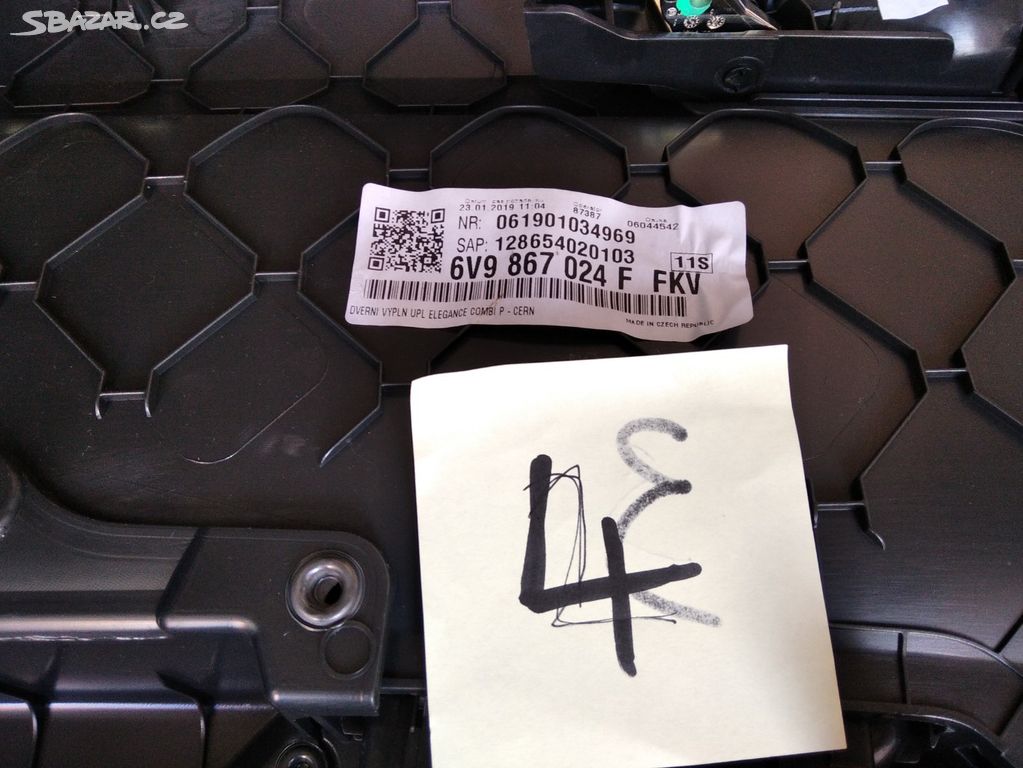 SBAZAR.CZ
23.01.2019 11:04 87387 06044542
NR: 061901034969
SAP: 128654020103
11S
6V9 867 024 F FKV
DVERNI VYPLN UPL ELEGANCE COMBI P - CERN
MADE IN CZECH REPUBLIC
4